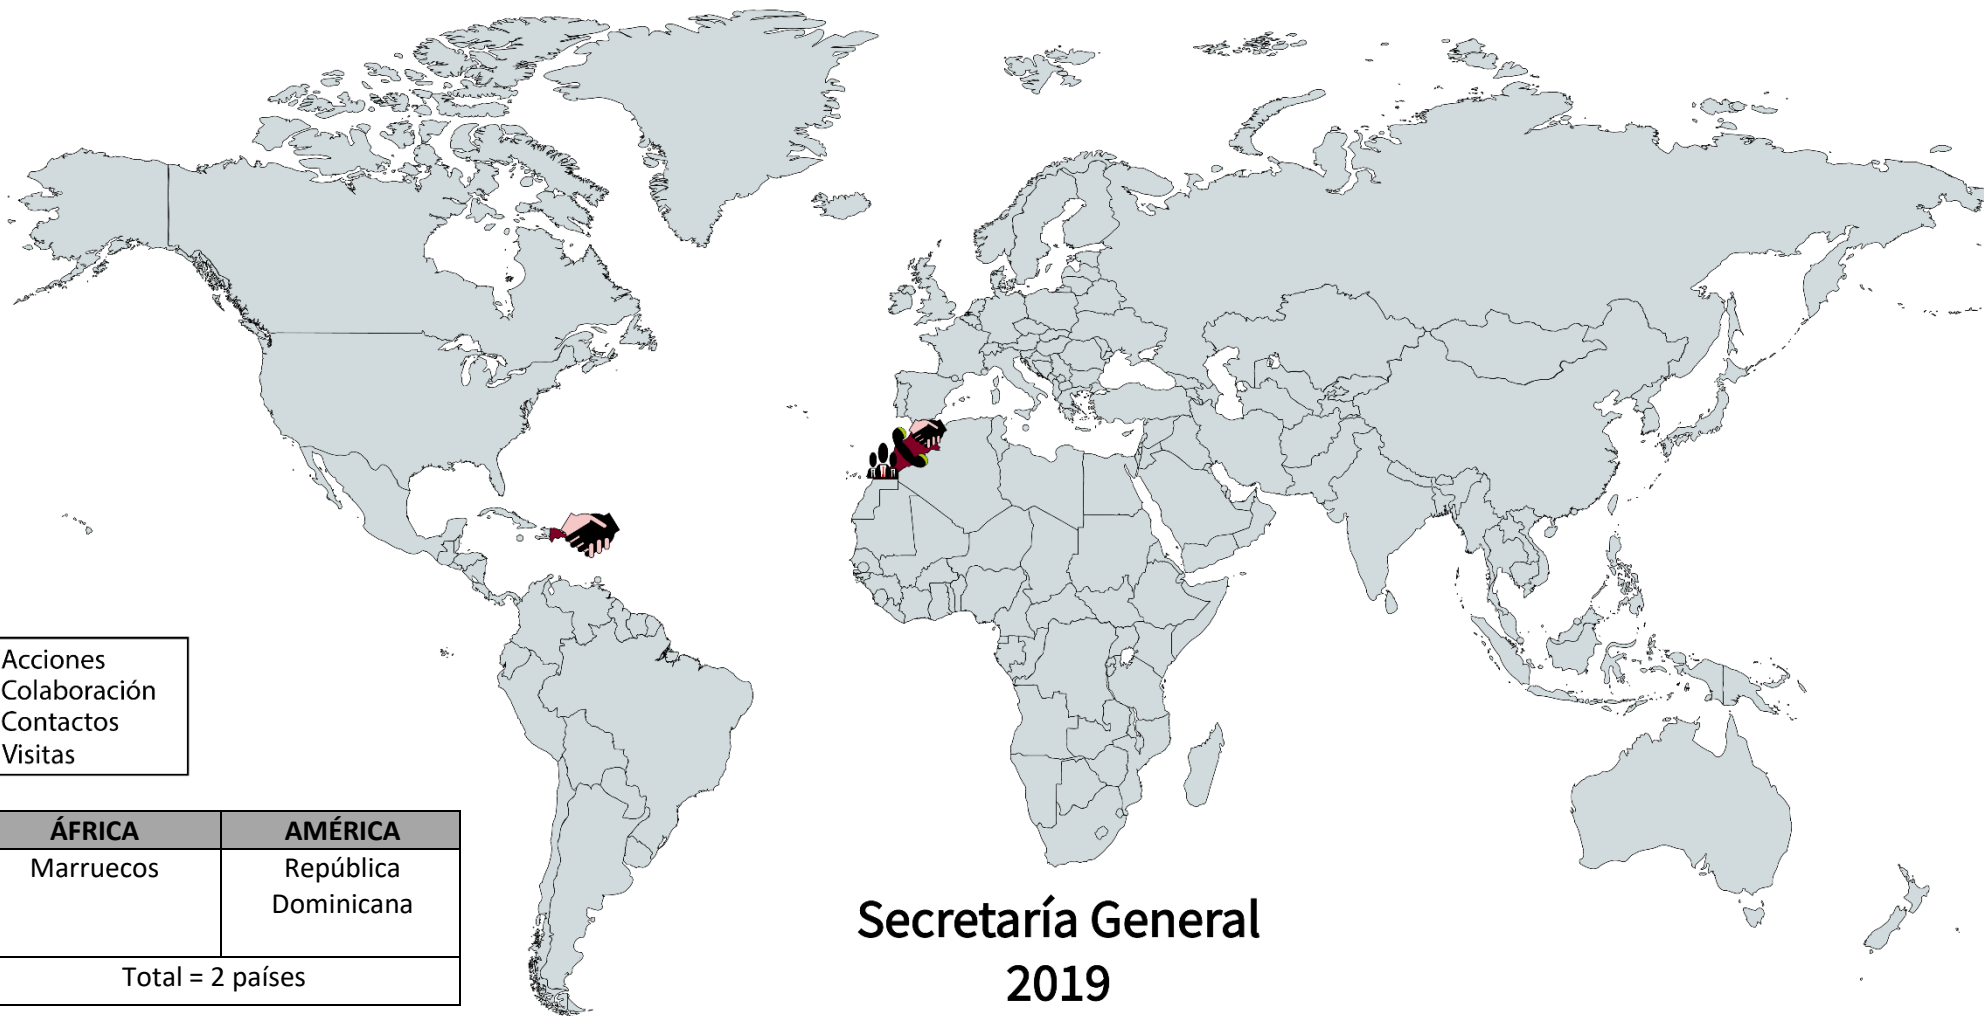 Acciones
Colaboración
Contactos
Visitas
ÁFRICA
AMÉRICA
Marruecos
República
Dominicana
Total = 2 países
Secretaría General
2019